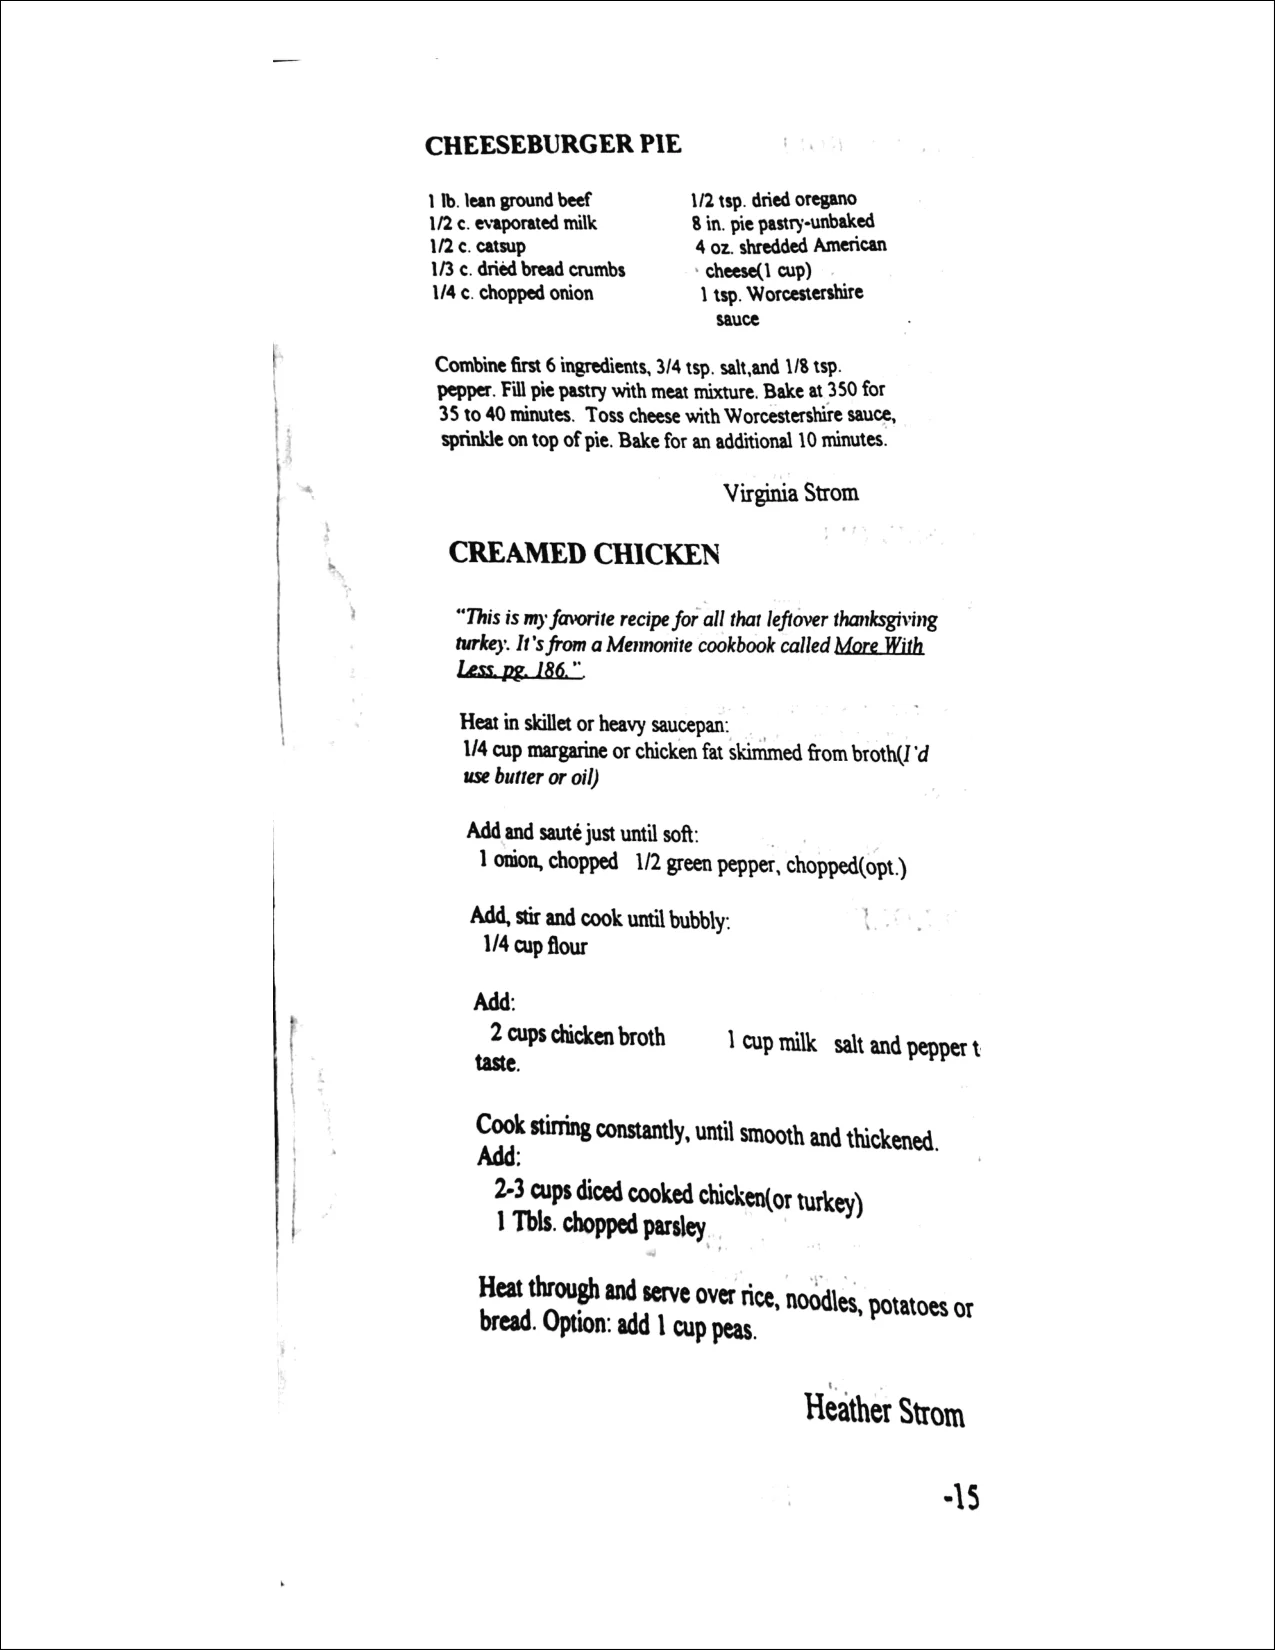 CHEESEBURGER PIE
1 lb. lean ground beef
1/2 c. evaporated milk
1/2 c. catsup
1/3 c. dried bread crumbs
1/4 c. chopped onion
1/2 tsp. dried oregano
8 in. pie pastry-unbaked
4 oz. shredded American
cheese(1 cup)
1 tsp. Worcestershire
sauce
Combine first 6 ingredients, 3/4 tsp. salt,and 1/8 tsp.
pepper. Fill pie pastry with meat mixture. Bake at 350 for
35 to 40 minutes. Toss cheese with Worcestershire sauce,
sprinkle on top of pie. Bake for an additional 10 minutes.
Virginia Strom
CREAMED CHICKEN
"This is my favorite recipe for all that leftover thanksgiving
turkey. It's from a Mennonite cookbook called More With
Less. pg. 186.".
Heat in skillet or heavy saucepan:
1/4 cup margarine or chicken fat skimmed from broth(I'd
use butter or oil)
Add and sauté just until soft:
1 onion, chopped 1/2 green pepper, chopped(opt.)
Add, stir and cook until bubbly:
1/4 cup flour
Add:
2 cups chicken broth 1 cup milk salt and pepper t
taste.
Cook stirring constantly, until smooth and thickened.
Add:
2-3 cups diced cooked chicken(or turkey)
1 Tbls. chopped parsley
Heat through and serve over rice, noodles, potatoes or
bread. Option: add 1 cup peas.
Heather Strom
-15